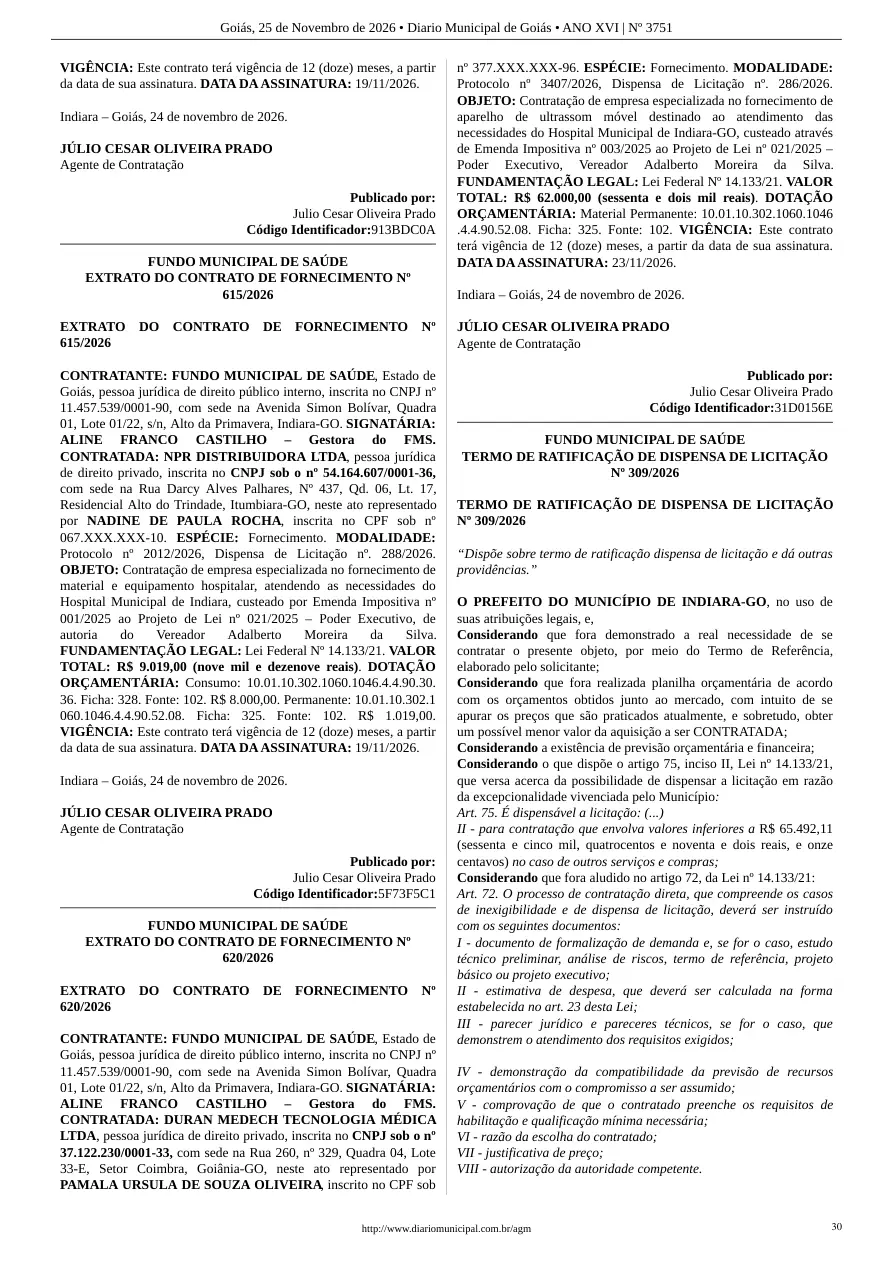 Goiás, 25 de Novembro de 2026 • Diario Municipal de Goiás • ANO XVI | Nº 3751
VIGÊNCIA: Este contrato terá vigência de 12 (doze) meses, a partir
da data de sua assinatura. DATA DA ASSINATURA: 19/11/2026.
Indiara – Goiás, 24 de novembro de 2026.
JÚLIO CESAR OLIVEIRA PRADO
Agente de Contratação
Publicado por:
Julio Cesar Oliveira Prado
Código Identificador:913BDC0A
FUNDO MUNICIPAL DE SAÚDE
EXTRATO DO CONTRATO DE FORNECIMENTO Nº
615/2026
EXTRATO DO CONTRATO DE FORNECIMENTO Nº
615/2026
CONTRATANTE: FUNDO MUNICIPAL DE SAÚDE, Estado de
Goiás, pessoa jurídica de direito público interno, inscrita no CNPJ nº
11.457.539/0001-90, com sede na Avenida Simon Bolívar, Quadra
01, Lote 01/22, s/n, Alto da Primavera, Indiara-GO. SIGNATÁRIA:
ALINE FRANCO CASTILHO – Gestora do FMS.
CONTRATADA: NPR DISTRIBUIDORA LTDA, pessoa jurídica
de direito privado, inscrita no CNPJ sob o nº 54.164.607/0001-36,
com sede na Rua Darcy Alves Palhares, Nº 437, Qd. 06, Lt. 17,
Residencial Alto do Trindade, Itumbiara-GO, neste ato representado
por NADINE DE PAULA ROCHA, inscrita no CPF sob nº
067.XXX.XXX-10. ESPÉCIE: Fornecimento. MODALIDADE:
Protocolo nº 2012/2026, Dispensa de Licitação nº. 288/2026.
OBJETO: Contratação de empresa especializada no fornecimento de
material e equipamento hospitalar, atendendo as necessidades do
Hospital Municipal de Indiara, custeado por Emenda Impositiva nº
001/2025 ao Projeto de Lei nº 021/2025 – Poder Executivo, de
autoria do Vereador Adalberto Moreira da Silva.
FUNDAMENTAÇÃO LEGAL: Lei Federal Nº 14.133/21. VALOR
TOTAL: R$ 9.019,00 (nove mil e dezenove reais). DOTAÇÃO
ORÇAMENTÁRIA: Consumo: 10.01.10.302.1060.1046.4.4.90.30.
36. Ficha: 328. Fonte: 102. R$ 8.000,00. Permanente: 10.01.10.302.1
060.1046.4.4.90.52.08. Ficha: 325. Fonte: 102. R$ 1.019,00.
VIGÊNCIA: Este contrato terá vigência de 12 (doze) meses, a partir
da data de sua assinatura. DATA DA ASSINATURA: 19/11/2026.
Indiara – Goiás, 24 de novembro de 2026.
JÚLIO CESAR OLIVEIRA PRADO
Agente de Contratação
Publicado por:
Julio Cesar Oliveira Prado
Código Identificador:5F73F5C1
FUNDO MUNICIPAL DE SAÚDE
EXTRATO DO CONTRATO DE FORNECIMENTO Nº
620/2026
EXTRATO DO CONTRATO DE FORNECIMENTO Nº
620/2026
CONTRATANTE: FUNDO MUNICIPAL DE SAÚDE, Estado de
Goiás, pessoa jurídica de direito público interno, inscrita no CNPJ nº
11.457.539/0001-90, com sede na Avenida Simon Bolívar, Quadra
01, Lote 01/22, s/n, Alto da Primavera, Indiara-GO. SIGNATÁRIA:
ALINE FRANCO CASTILHO – Gestora do FMS.
CONTRATADA: DURAN MEDECH TECNOLOGIA MÉDICA
LTDA, pessoa jurídica de direito privado, inscrita no CNPJ sob o nº
37.122.230/0001-33, com sede na Rua 260, nº 329, Quadra 04, Lote
33-E, Setor Coimbra, Goiânia-GO, neste ato representado por
PAMALA URSULA DE SOUZA OLIVEIRA, inscrito no CPF sob
nº 377.XXX.XXX-96. ESPÉCIE: Fornecimento. MODALIDADE:
Protocolo nº 3407/2026, Dispensa de Licitação nº. 286/2026.
OBJETO: Contratação de empresa especializada no fornecimento de
aparelho de ultrassom móvel destinado ao atendimento das
necessidades do Hospital Municipal de Indiara-GO, custeado através
de Emenda Impositiva nº 003/2025 ao Projeto de Lei nº 021/2025 –
Poder Executivo, Vereador Adalberto Moreira da Silva.
FUNDAMENTAÇÃO LEGAL: Lei Federal Nº 14.133/21. VALOR
TOTAL: R$ 62.000,00 (sessenta e dois mil reais). DOTAÇÃO
ORÇAMENTÁRIA: Material Permanente: 10.01.10.302.1060.1046
.4.4.90.52.08. Ficha: 325. Fonte: 102. VIGÊNCIA: Este contrato
terá vigência de 12 (doze) meses, a partir da data de sua assinatura.
DATA DA ASSINATURA: 23/11/2026.
Indiara – Goiás, 24 de novembro de 2026.
JÚLIO CESAR OLIVEIRA PRADO
Agente de Contratação
Publicado por:
Julio Cesar Oliveira Prado
Código Identificador:31D0156E
FUNDO MUNICIPAL DE SAÚDE
TERMO DE RATIFICAÇÃO DE DISPENSA DE LICITAÇÃO
Nº 309/2026
TERMO DE RATIFICAÇÃO DE DISPENSA DE LICITAÇÃO
Nº 309/2026
“Dispõe sobre termo de ratificação dispensa de licitação e dá outras
providências.”
O PREFEITO DO MUNICÍPIO DE INDIARA-GO, no uso de
suas atribuições legais, e,
Considerando que fora demonstrado a real necessidade de se
contratar o presente objeto, por meio do Termo de Referência,
elaborado pelo solicitante;
Considerando que fora realizada planilha orçamentária de acordo
com os orçamentos obtidos junto ao mercado, com intuito de se
apurar os preços que são praticados atualmente, e sobretudo, obter
um possível menor valor da aquisição a ser CONTRATADA;
Considerando a existência de previsão orçamentária e financeira;
Considerando o que dispõe o artigo 75, inciso II, Lei nº 14.133/21,
que versa acerca da possibilidade de dispensar a licitação em razão
da excepcionalidade vivenciada pelo Município:
Art. 75. É dispensável a licitação: (...)
II - para contratação que envolva valores inferiores a R$ 65.492,11
(sessenta e cinco mil, quatrocentos e noventa e dois reais, e onze
centavos) no caso de outros serviços e compras;
Considerando que fora aludido no artigo 72, da Lei nº 14.133/21:
Art. 72. O processo de contratação direta, que compreende os casos
de inexigibilidade e de dispensa de licitação, deverá ser instruído
com os seguintes documentos:
I - documento de formalização de demanda e, se for o caso, estudo
técnico preliminar, análise de riscos, termo de referência, projeto
básico ou projeto executivo;
II - estimativa de despesa, que deverá ser calculada na forma
estabelecida no art. 23 desta Lei;
III - parecer jurídico e pareceres técnicos, se for o caso, que
demonstrem o atendimento dos requisitos exigidos;
IV - demonstração da compatibilidade da previsão de recursos
orçamentários com o compromisso a ser assumido;
V - comprovação de que o contratado preenche os requisitos de
habilitação e qualificação mínima necessária;
VI - razão da escolha do contratado;
VII - justificativa de preço;
VIII - autorização da autoridade competente.
http://www.diariomunicipal.com.br/agm
30